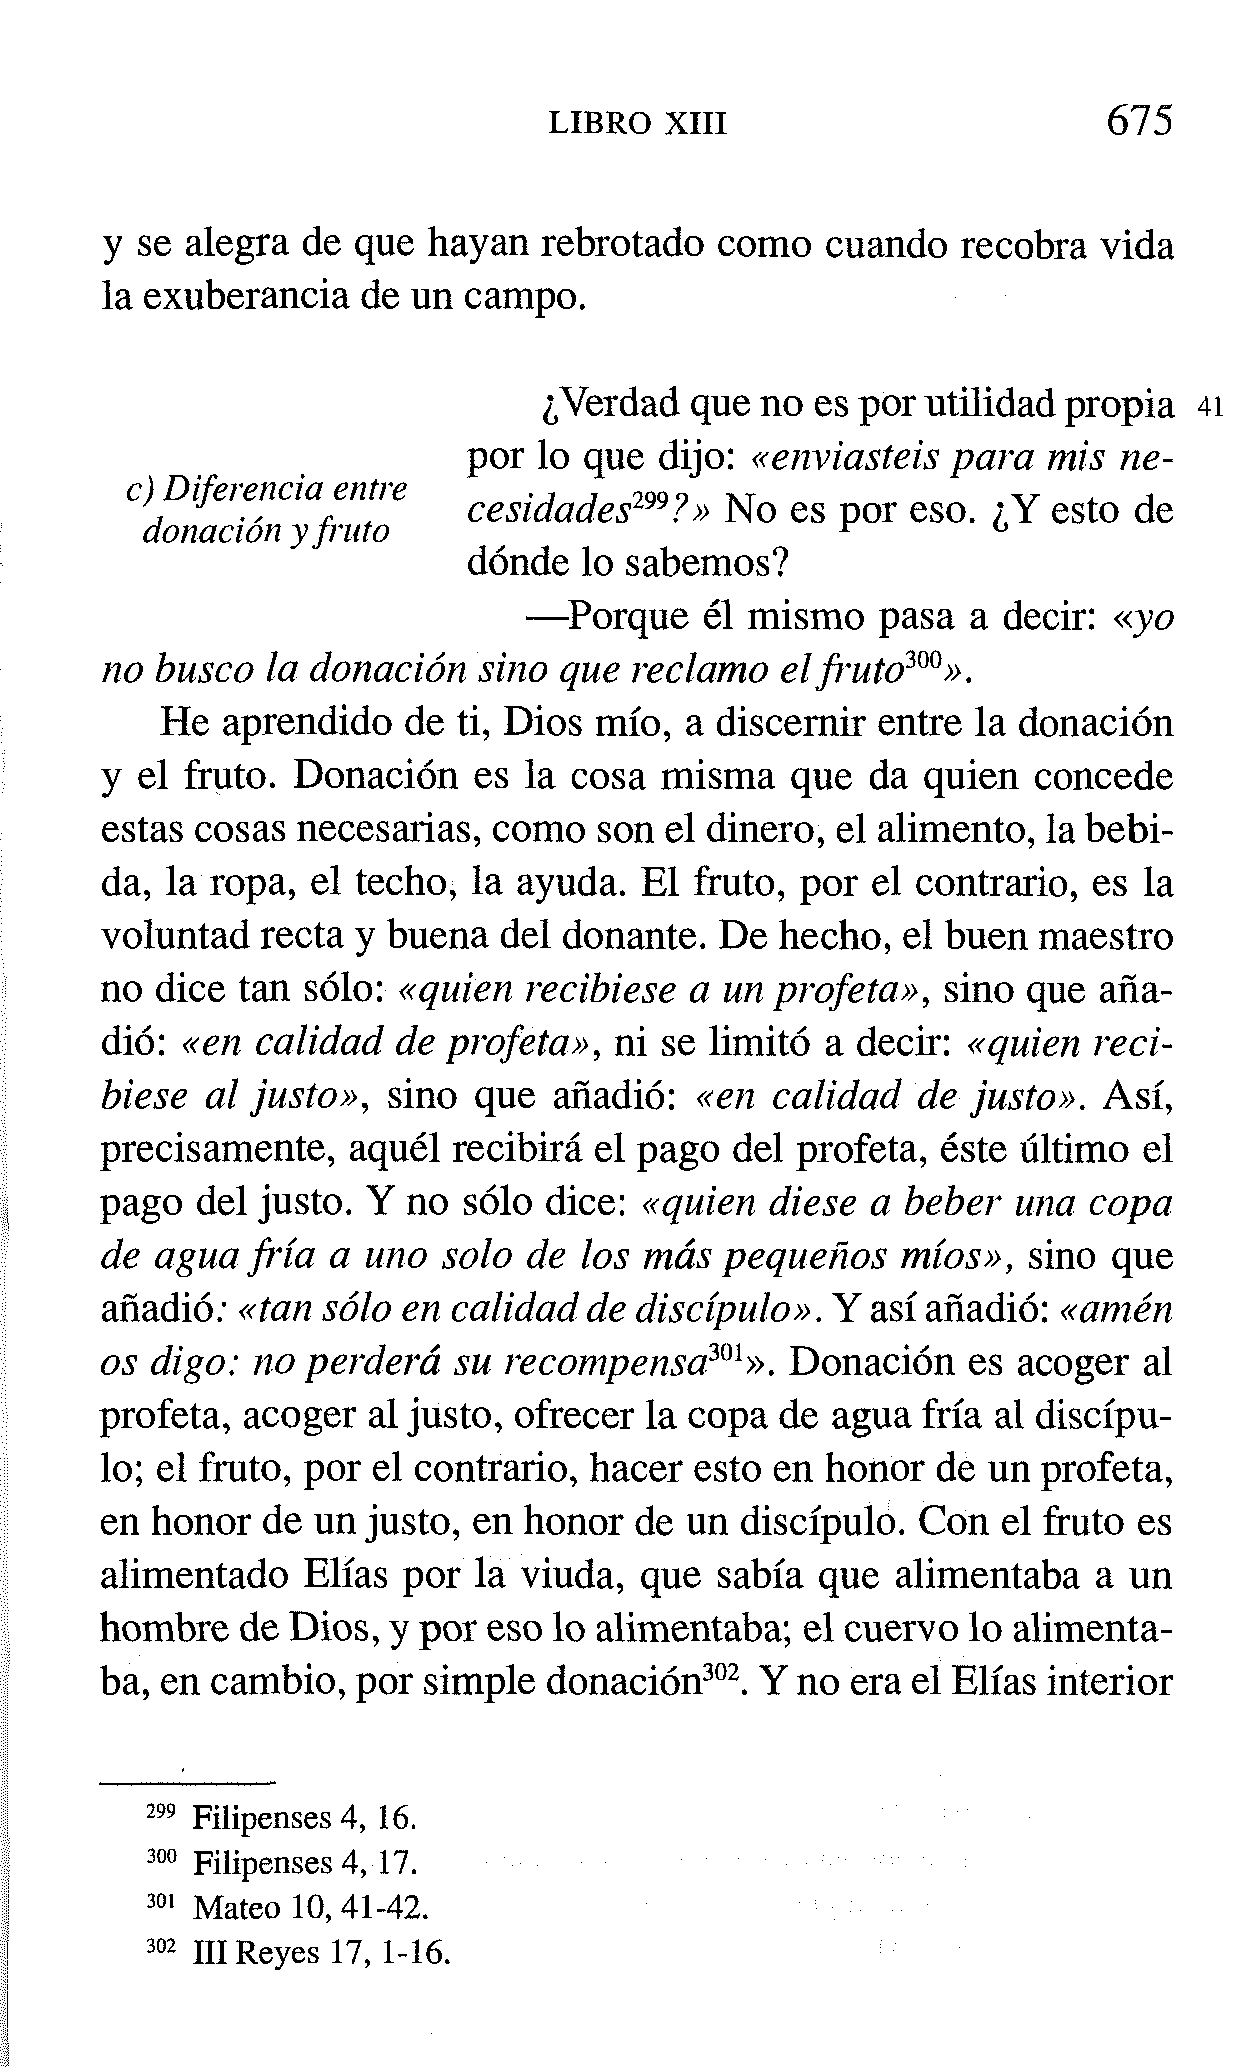 LIBRO XIII 675
y se alegra de que hayan rebrotado como cuando recobra vida
la exuberancia de un campo.
¿Verdad que no es por utilidad propia 41
por lo que dijo: «enviasteis para mis ne-
c) Diferencia entre
donación y fruto
cesidades²⁹⁹?» No es por eso. ¿Y esto de
dónde lo sabemos?
—Porque él mismo pasa a decir: «yo
no busco la donación sino que reclamo el fruto³⁰⁰».
He aprendido de ti, Dios mío, a discernir entre la donación
y el fruto. Donación es la cosa misma que da quien concede
estas cosas necesarias, como son el dinero, el alimento, la bebi-
da, la ropa, el techo, la ayuda. El fruto, por el contrario, es la
voluntad recta y buena del donante. De hecho, el buen maestro
no dice tan sólo: «quien recibiese a un profeta», sino que aña-
dió: «en calidad de profeta», ni se limitó a decir: «quien reci-
biese al justo», sino que añadió: «en calidad de justo». Así,
precisamente, aquél recibirá el pago del profeta, éste último el
pago del justo. Y no sólo dice: «quien diese a beber una copa
de agua fría a uno solo de los más pequeños míos», sino que
añadió: «tan sólo en calidad de discípulo». Y así añadió: «amén
os digo: no perderá su recompensa³⁰¹». Donación es acoger al
profeta, acoger al justo, ofrecer la copa de agua fría al discípu-
lo; el fruto, por el contrario, hacer esto en honor de un profeta,
en honor de un justo, en honor de un discípulo. Con el fruto es
alimentado Elías por la viuda, que sabía que alimentaba a un
hombre de Dios, y por eso lo alimentaba; el cuervo lo alimenta-
ba, en cambio, por simple donación³⁰². Y no era el Elías interior
²⁹⁹ Filipenses 4, 16.
³⁰⁰ Filipenses 4, 17.
³⁰¹ Mateo 10, 41-42.
³⁰² III Reyes 17, 1-16.